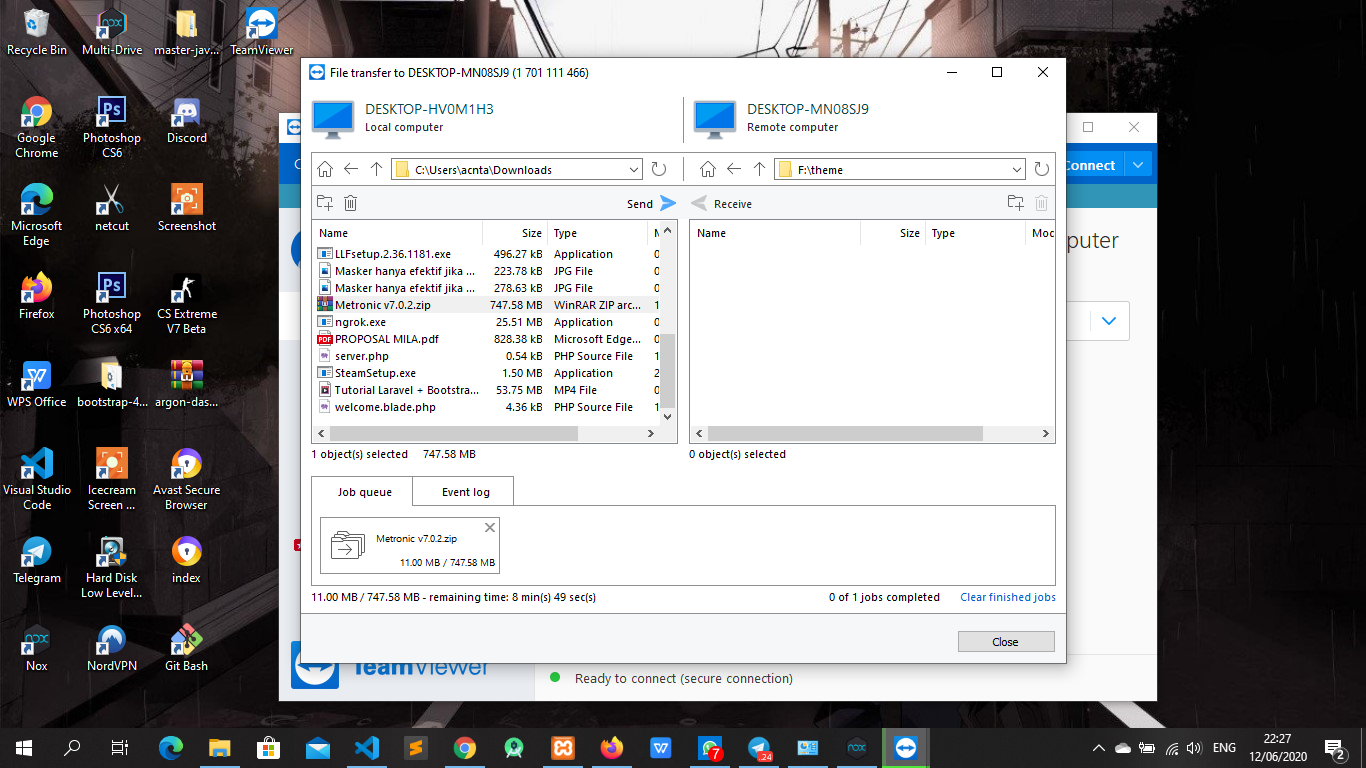 Recycle Bin
Multi-Drive
master-jav...
TeamViewer
Google Chrome
Photoshop CS6
Discord
Microsoft Edge
netcut
Screenshot
Firefox
Photoshop CS6 x64
CS Extreme V7 Beta
WPS Office
bootstrap-4...
argon-das...
Visual Studio Code
Icecream Screen ...
Avast Secure Browser
Telegram
Hard Disk Low Level...
index
Nox
NordVPN
Git Bash
File transfer to DESKTOP-MN08SJ9 (1 701 111 466)
DESKTOP-HV0M1H3
Local computer
DESKTOP-MN08SJ9
Remote computer
C:\Users\acnta\Downloads
F:\theme
Send
Receive
Name Size Type
LLFsetup.2.36.1181.exe 496.27 kB Application
Masker hanya efektif jika ... 223.78 kB JPG File
Masker hanya efektif jika ... 278.63 kB JPG File
Metronic v7.0.2.zip 747.58 MB WinRAR ZIP arc...
ngrok.exe 25.51 MB Application
PROPOSAL MILA.pdf 828.38 kB Microsoft Edge...
server.php 0.54 kB PHP Source File
SteamSetup.exe 1.50 MB Application
Tutorial Laravel + Bootstra... 53.75 MB MP4 File
welcome.blade.php 4.36 kB PHP Source File
Name Size Type Moc
1 object(s) selected 747.58 MB
0 object(s) selected
Job queue
Event log
Metronic v7.0.2.zip
11.00 MB / 747.58 MB
11.00 MB / 747.58 MB - remaining time: 8 min(s) 49 sec(s)
0 of 1 jobs completed
Clear finished jobs
Close
Connect
puter
TeamViewer
Ready to connect (secure connection)
7
24
ENG
22:27
12/06/2020
2